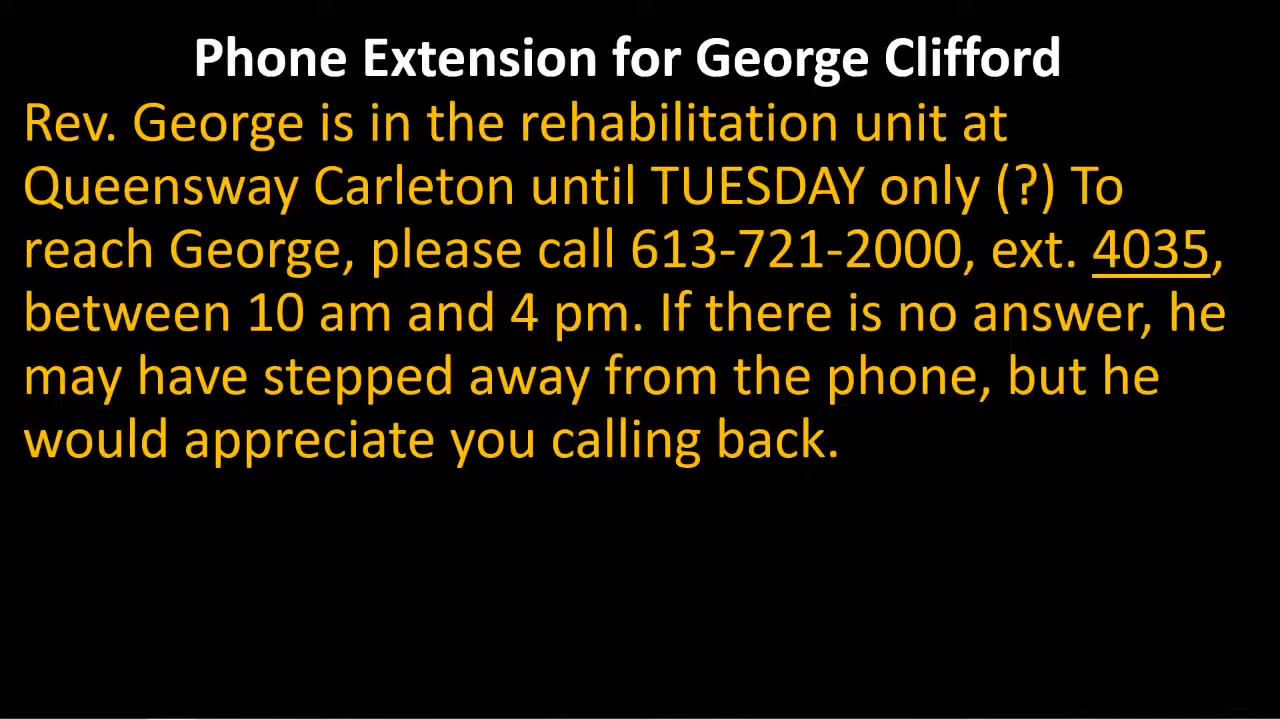 Phone Extension for George Clifford
Rev. George is in the rehabilitation unit at
Queensway Carleton until TUESDAY only (?) To
reach George, please call 613-721-2000, ext. 4035,
between 10 am and 4 pm. If there is no answer, he
may have stepped away from the phone, but he
would appreciate you calling back.